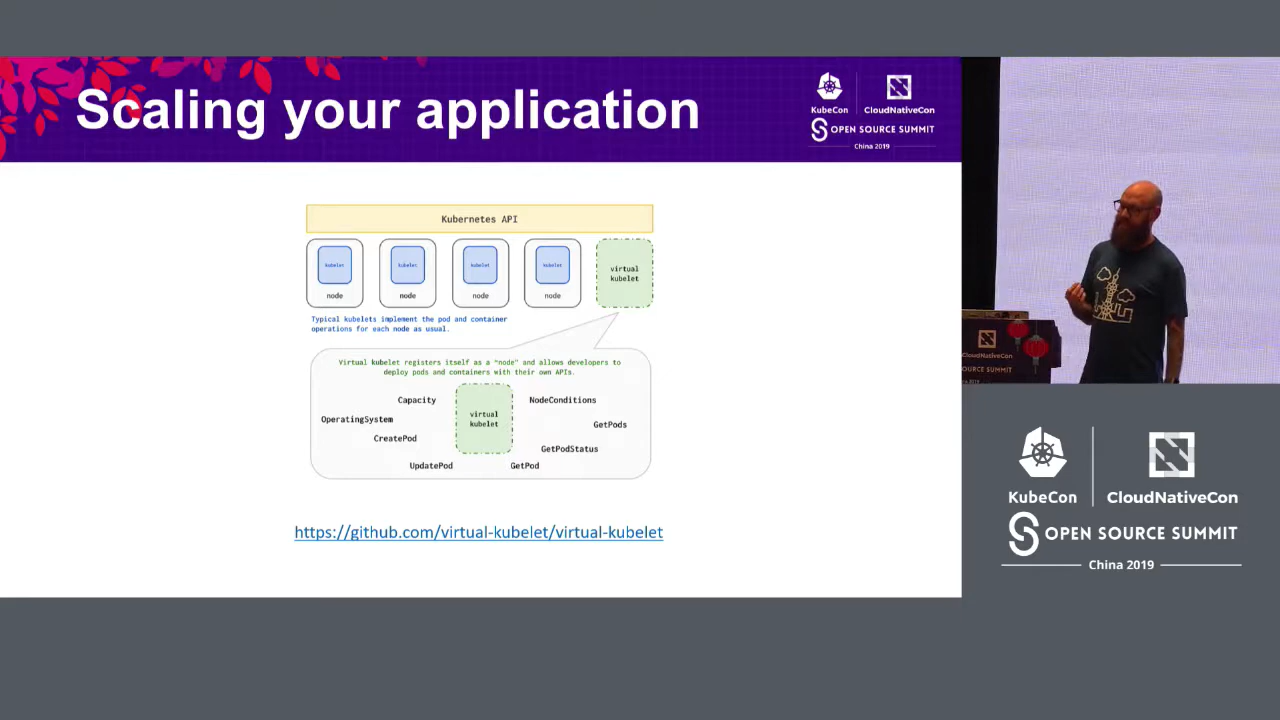 Scaling your application
KubeCon
CloudNativeCon
OPEN SOURCE SUMMIT
China 2019
Kubernetes API
kubelet
kubelet
kubelet
kubelet
virtual
kubelet
node
node
node
node
Typical kubelets implement the pod and container
operations for each node as usual.
Virtual kubelet registers itself as a "node" and allows developers to
deploy pods and containers with their own APIs.
Capacity
NodeConditions
OperatingSystem
virtual
kubelet
GetPods
CreatePod
GetPodStatus
UpdatePod
GetPod
https://github.com/virtual-kubelet/virtual-kubelet
CloudNativeCon
KubeCon
CloudNativeCon
OPEN SOURCE SUMMIT
China 2019